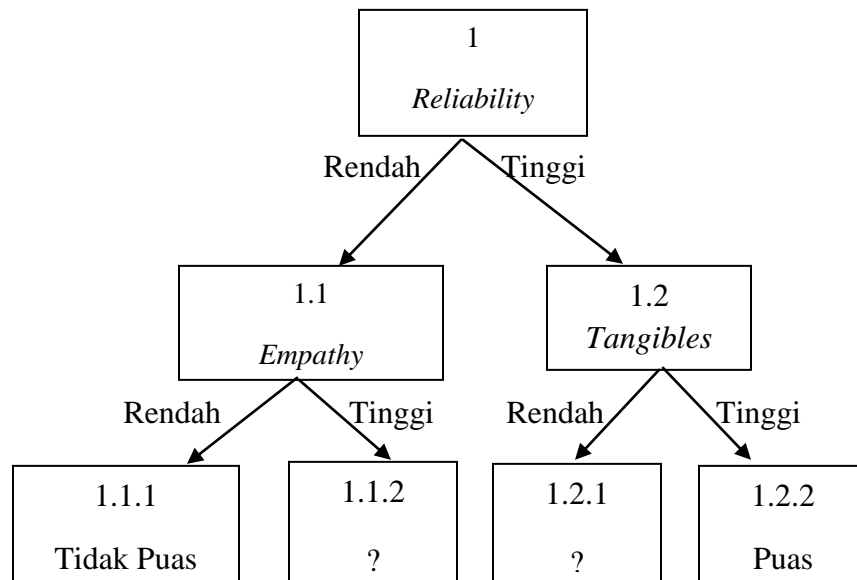 1
Reliability
Rendah
Tinggi
1.1
Empathy
1.2
Tangibles
Rendah
Tinggi
Rendah
Tinggi
1.1.1
Tidak Puas
1.1.2
?
1.2.1
?
1.2.2
Puas